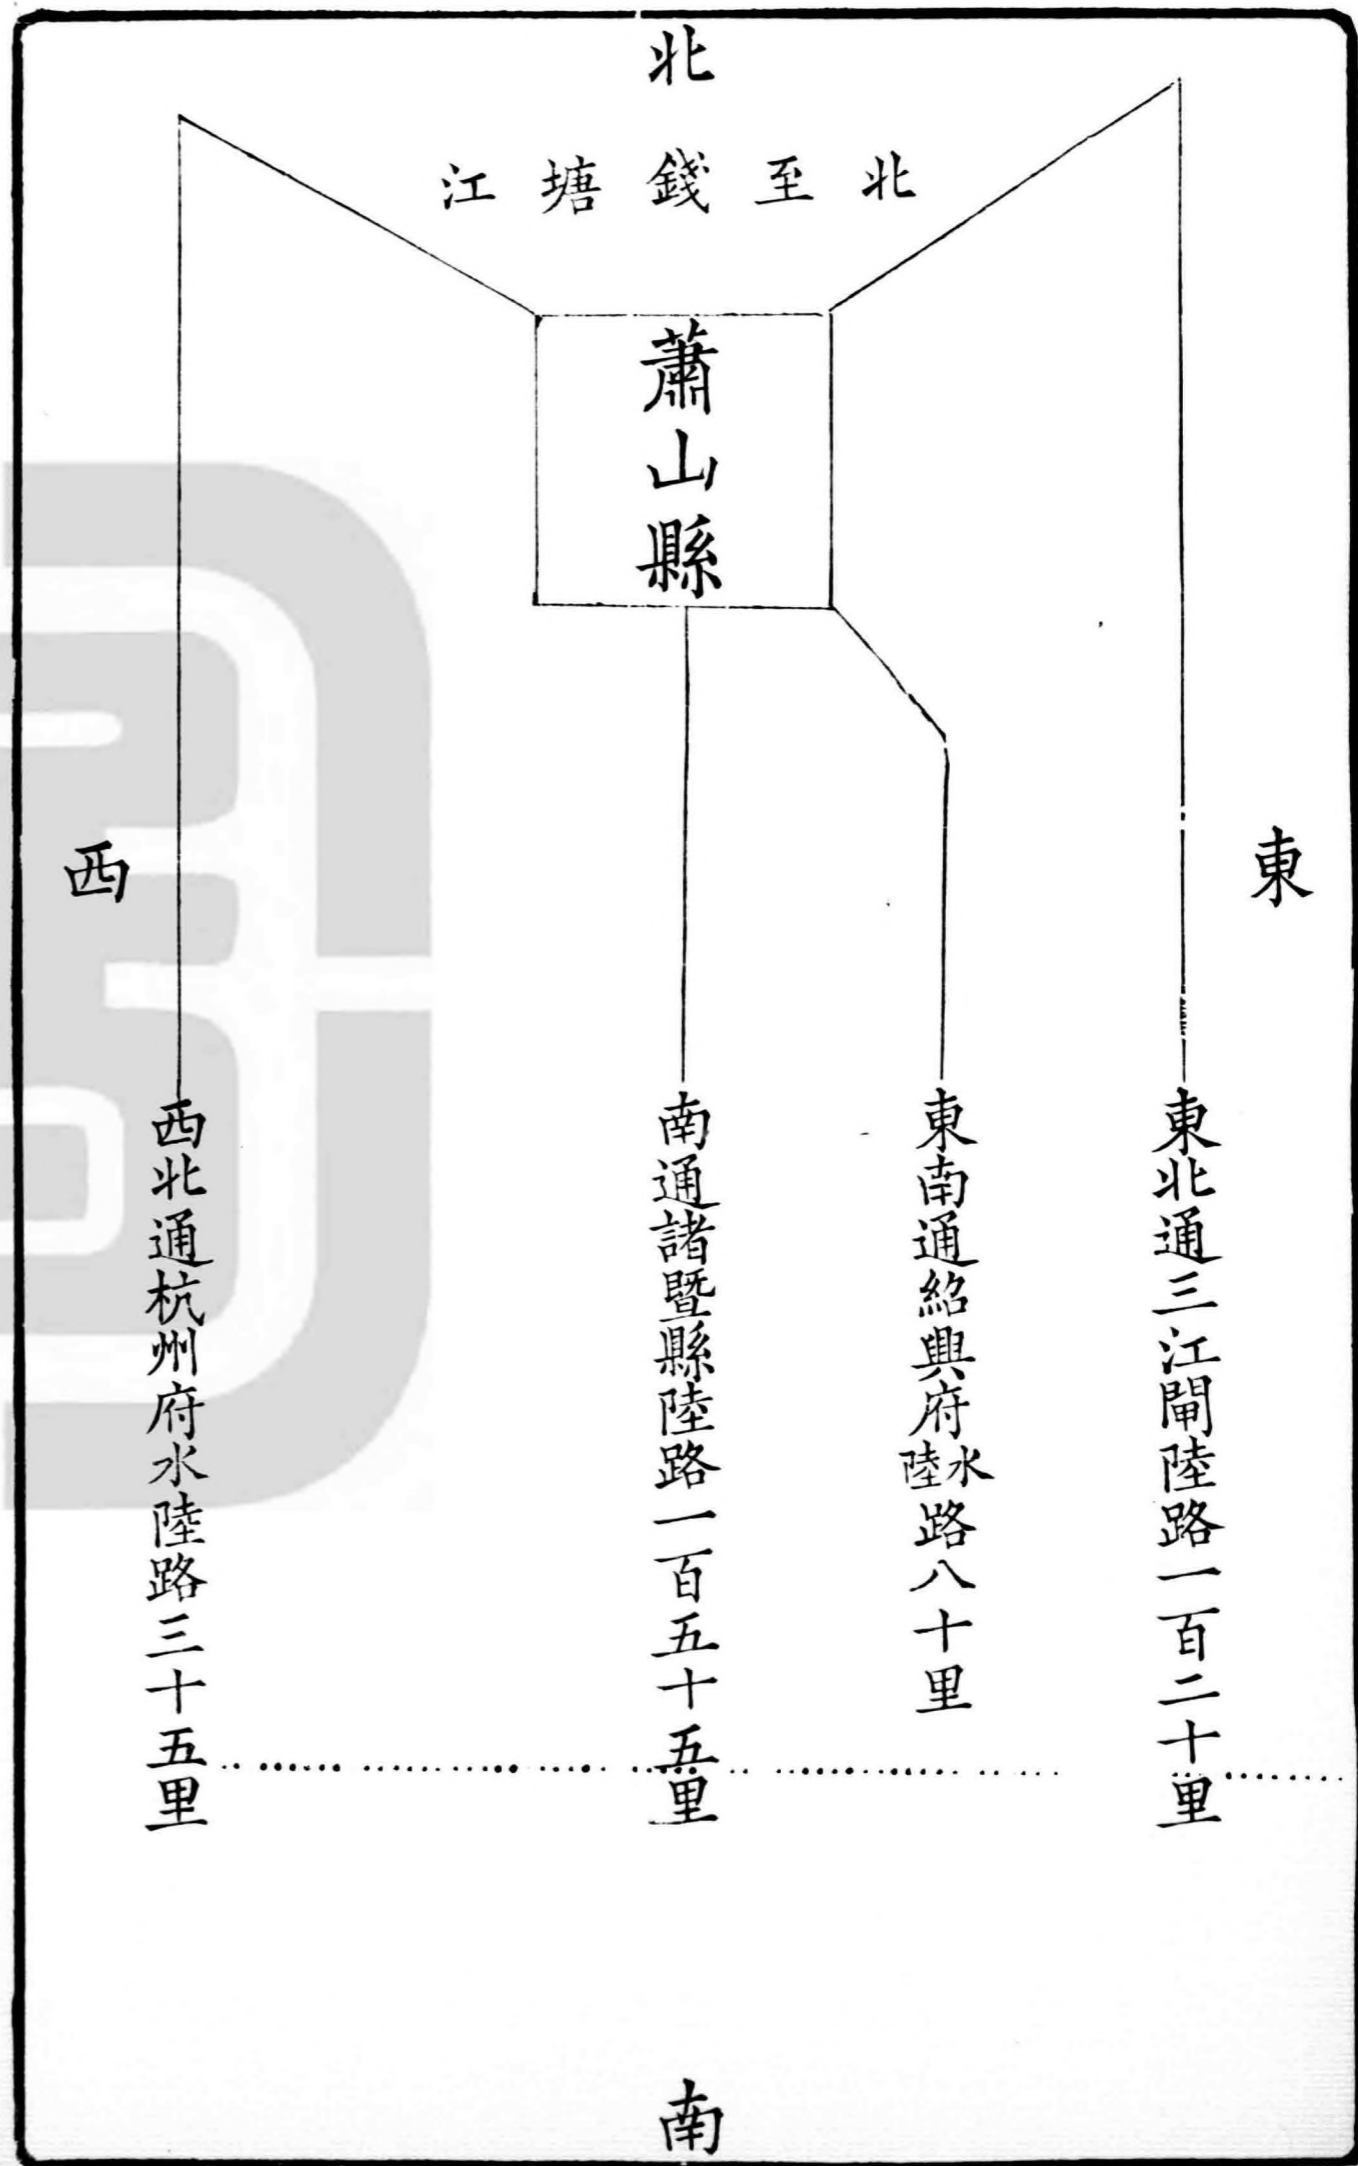 北
北至錢塘江
蕭山縣
東
西
東北通三江閘陸路一百二十里
東南通紹興府水陸路八十里
南通諸暨縣陸路一百五十五里
西北通杭州府水陸路三十五里
南